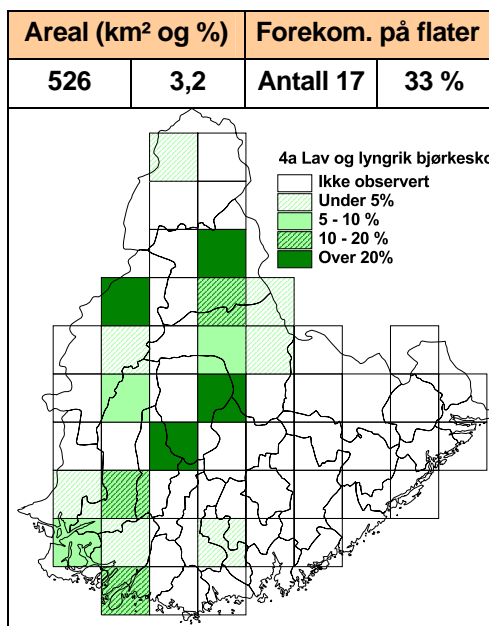 Areal (km² og %) Forekom. på flater
526 3,2 Antall 17 33 %
4a Lav og lyngrik bjørkesko
Ikke observert
Under 5%
5 - 10 %
10 - 20 %
Over 20%